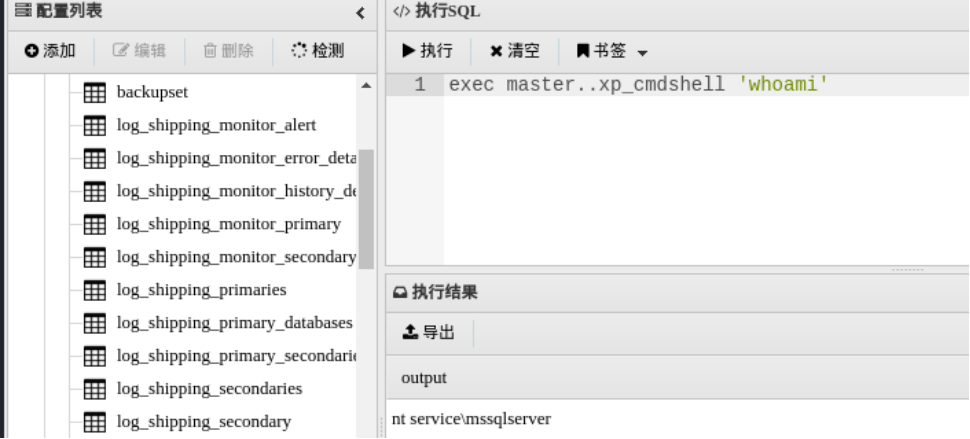 配置列表
添加 编辑 删除 检测
backupset
log_shipping_monitor_alert
log_shipping_monitor_error_deta
log_shipping_monitor_history_de
log_shipping_monitor_primary
log_shipping_monitor_secondary
log_shipping_primaries
log_shipping_primary_databases
log_shipping_primary_secondarie
log_shipping_secondaries
log_shipping_secondary
</> 执行SQL
执行 清空 书签
1 exec master..xp_cmdshell 'whoami'
执行结果
导出
output
nt service\mssqlserver